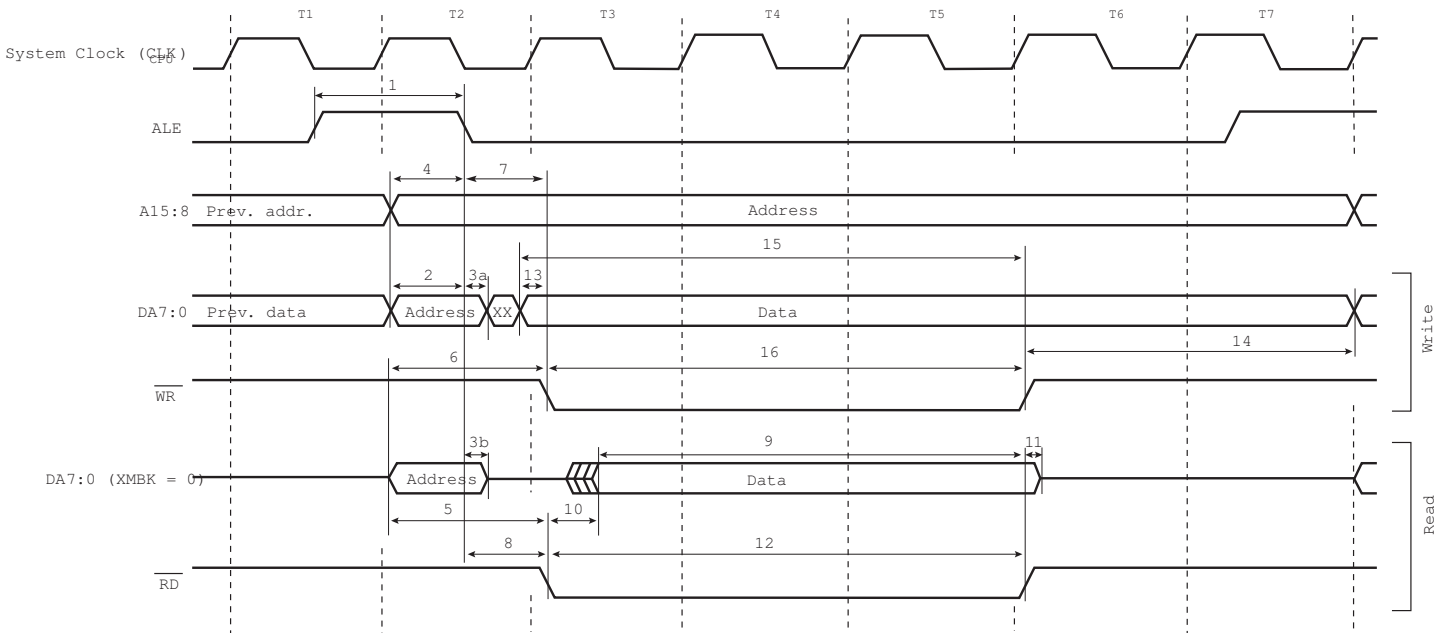 T1 T2 T3 T4 T5 T6 T7
System Clock (CLK CPU)
1
ALE
4 7
A15:8 Prev. addr. Address
15
2 3a 13
DA7:0 Prev. data Address XX Data
14
6 16
WR
Write
3b 9 11
DA7:0 (XMBK = 0) Address Data
5 10
8 12
RD
Read